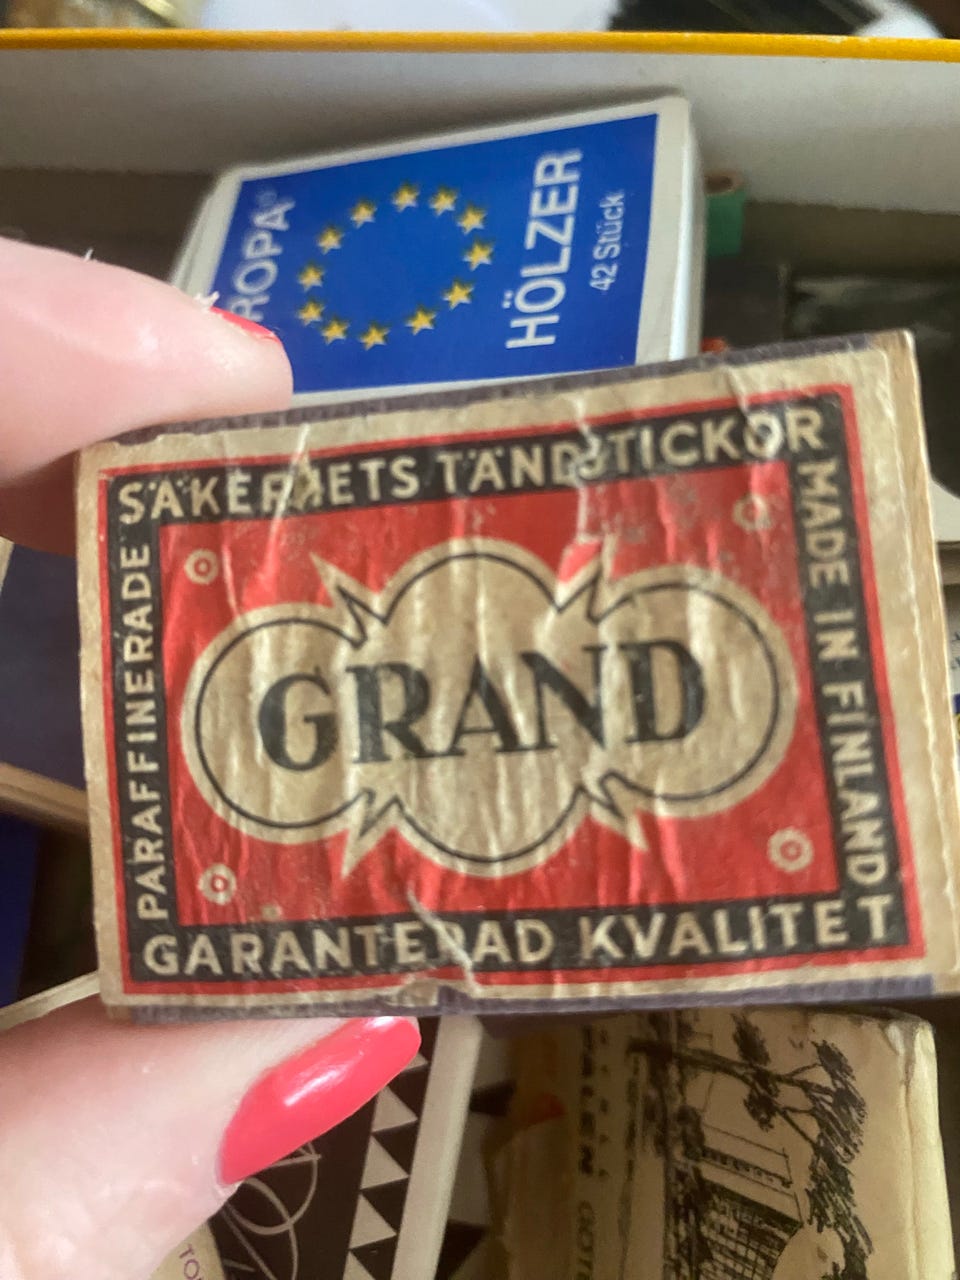 ROPA®
HÖLZER
42 Stück
SÄKERHETS TÄNDSTICKOR
MADE IN FINLAND
PARAFFINERADE
GRAND
GARANTERAD KVALITET